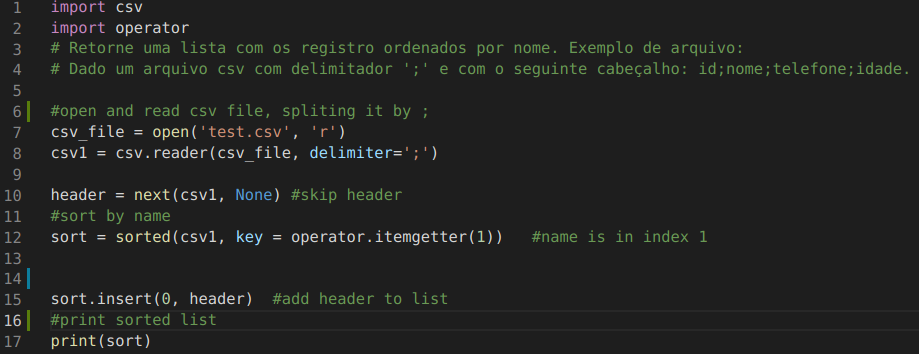 1 import csv
2 import operator
3 # Retorne uma lista com os registro ordenados por nome. Exemplo de arquivo:
4 # Dado um arquivo csv com delimitador ';' e com o seguinte cabeçalho: id;nome;telefone;idade.
5
6 #open and read csv file, spliting it by ;
7 csv_file = open('test.csv', 'r')
8 csv1 = csv.reader(csv_file, delimiter=';')
9
10 header = next(csv1, None) #skip header
11 #sort by name
12 sort = sorted(csv1, key = operator.itemgetter(1)) #name is in index 1
13
14
15 sort.insert(0, header) #add header to list
16 #print sorted list
17 print(sort)